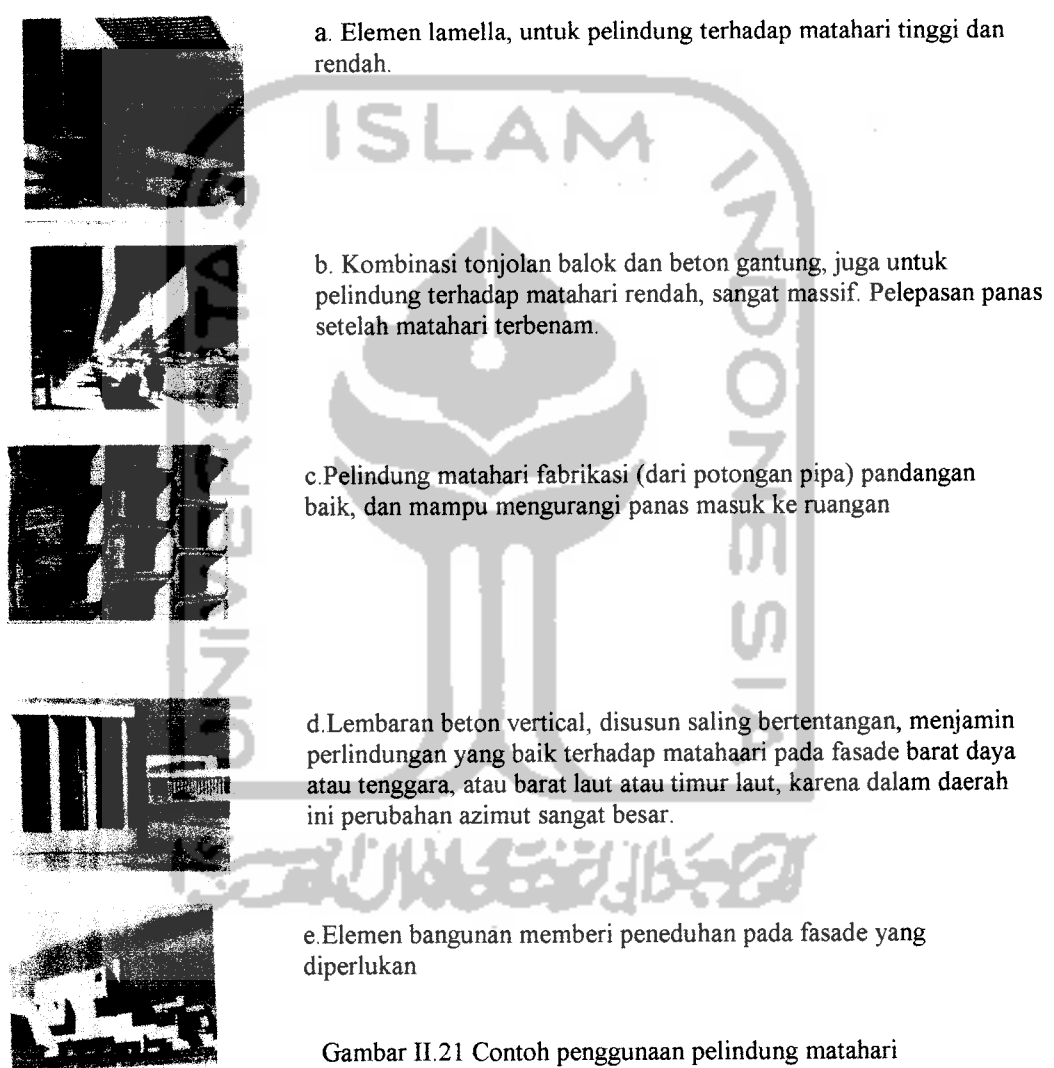 a. Elemen lamella, untuk pelindung terhadap matahari tinggi dan
rendah.
ISLAM
UNIVERSITAS
INDONESIA
b. Kombinasi tonjolan balok dan beton gantung, juga untuk
pelindung terhadap matahari rendah, sangat massif. Pelepasan panas
setelah matahari terbenam.
c.Pelindung matahari fabrikasi (dari potongan pipa) pandangan
baik, dan mampu mengurangi panas masuk ke ruangan
d.Lembaran beton vertical, disusun saling bertentangan, menjamin
perlindungan yang baik terhadap matahaari pada fasade barat daya
atau tenggara, atau barat laut atau timur laut, karena dalam daerah
ini perubahan azimut sangat besar.
e.Elemen bangunan memberi peneduhan pada fasade yang
diperlukan
Gambar II.21 Contoh penggunaan pelindung matahari